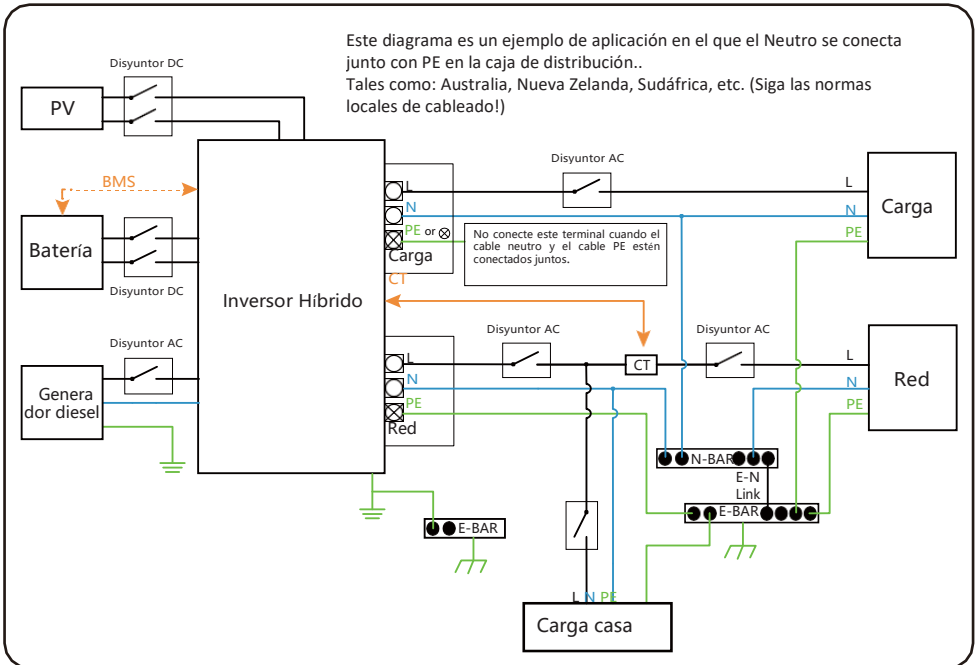 Este diagrama es un ejemplo de aplicación en el que el Neutro se conecta
junto con PE en la caja de distribución..
Tales como: Australia, Nueva Zelanda, Sudáfrica, etc. (Siga las normas
locales de cableado!)
Disyuntor DC
PV
BMS
Batería
Disyuntor DC
Disyuntor AC
Genera
dor diesel
Inversor Híbrido
L
N
PE or ⊗
Carga
No conecte este terminal cuando el
cable neutro y el cable PE estén
conectados juntos.
CT
Disyuntor AC
L
N
PE
Carga
Disyuntor AC
CT
Disyuntor AC
L
N
PE
Red
L
N
PE
Red
N-BAR
E-N
Link
E-BAR
E-BAR
L N PE
Carga casa